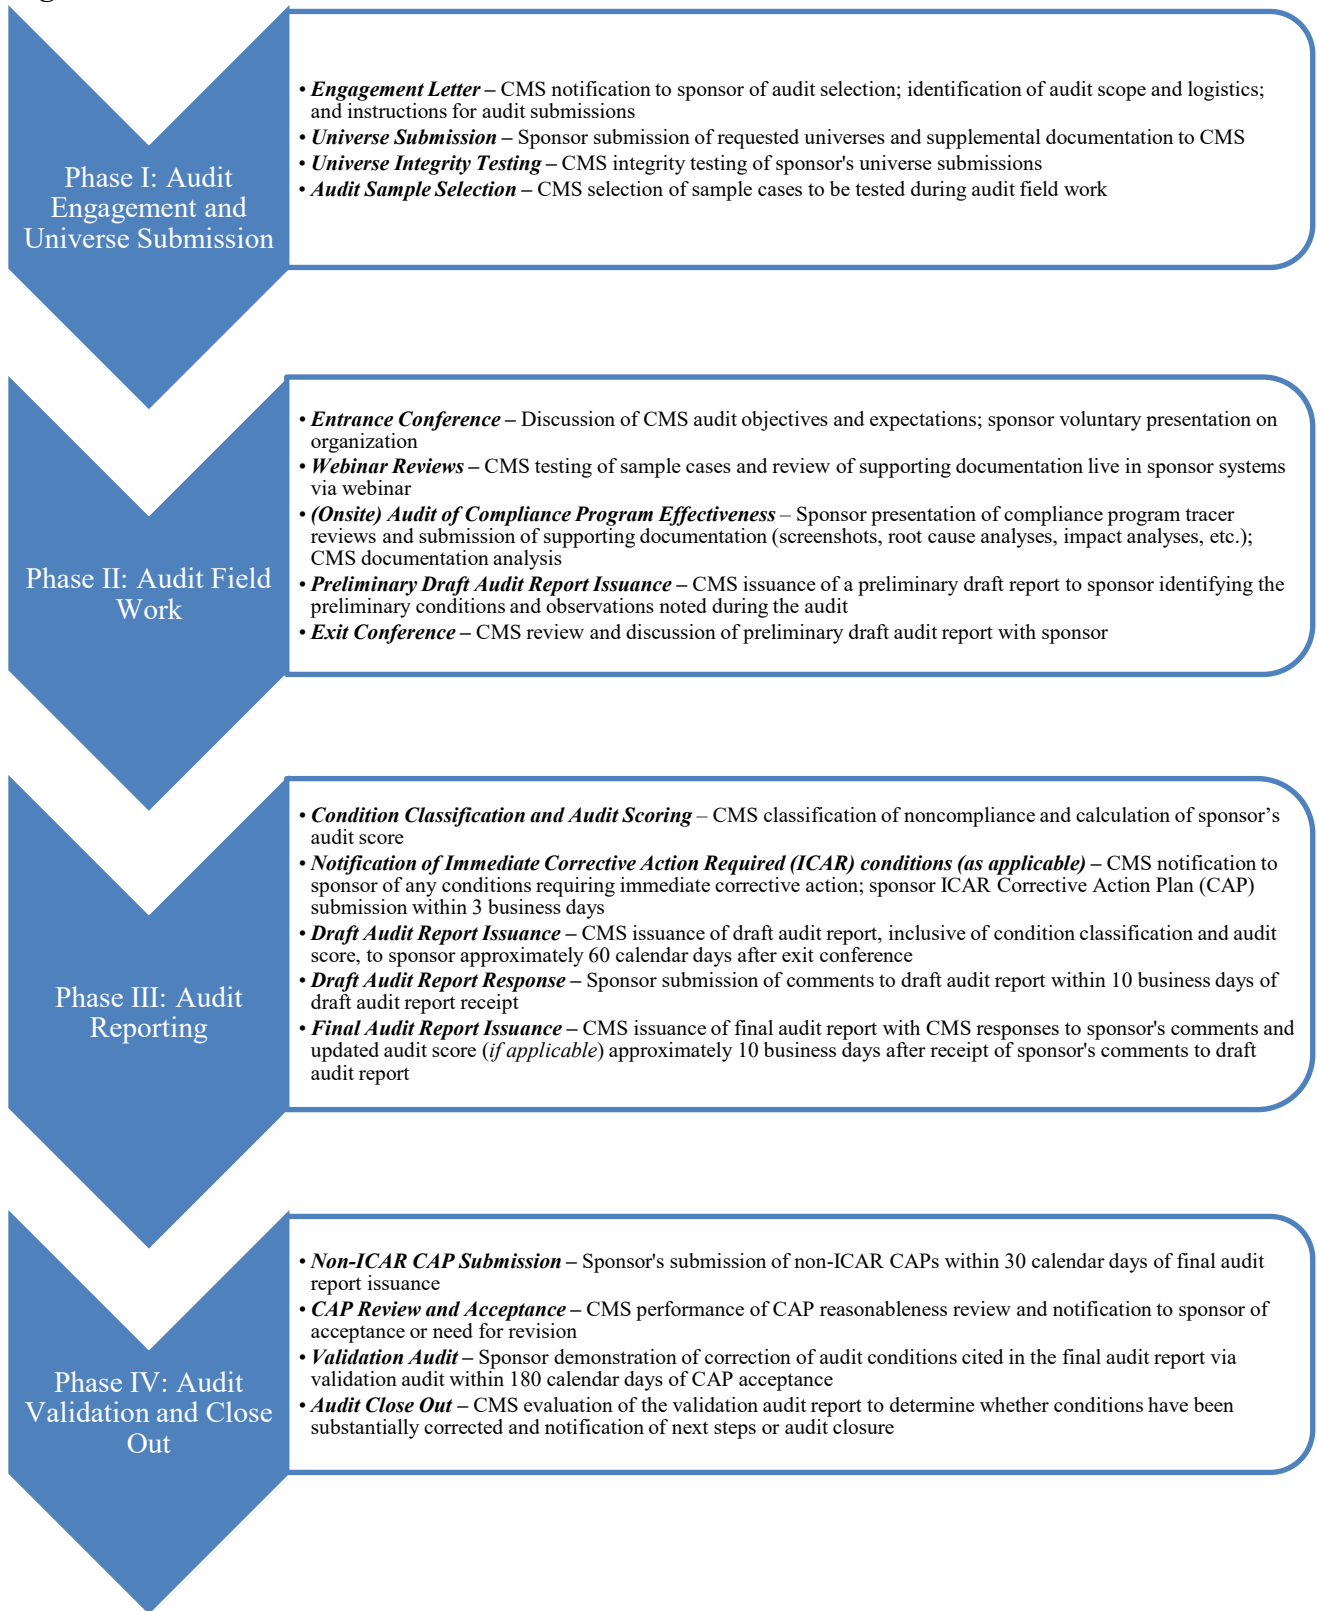 Phase I: Audit
Engagement and
Universe Submission
• Engagement Letter – CMS notification to sponsor of audit selection; identification of audit scope and logistics;
and instructions for audit submissions
• Universe Submission – Sponsor submission of requested universes and supplemental documentation to CMS
• Universe Integrity Testing – CMS integrity testing of sponsor's universe submissions
• Audit Sample Selection – CMS selection of sample cases to be tested during audit field work
Phase II: Audit Field
Work
• Entrance Conference – Discussion of CMS audit objectives and expectations; sponsor voluntary presentation on
organization
• Webinar Reviews – CMS testing of sample cases and review of supporting documentation live in sponsor systems
via webinar
• (Onsite) Audit of Compliance Program Effectiveness – Sponsor presentation of compliance program tracer
reviews and submission of supporting documentation (screenshots, root cause analyses, impact analyses, etc.);
CMS documentation analysis
• Preliminary Draft Audit Report Issuance – CMS issuance of a preliminary draft report to sponsor identifying the
preliminary conditions and observations noted during the audit
• Exit Conference – CMS review and discussion of preliminary draft audit report with sponsor
Phase III: Audit
Reporting
• Condition Classification and Audit Scoring – CMS classification of noncompliance and calculation of sponsor’s
audit score
• Notification of Immediate Corrective Action Required (ICAR) conditions (as applicable) – CMS notification to
sponsor of any conditions requiring immediate corrective action; sponsor ICAR Corrective Action Plan (CAP)
submission within 3 business days
• Draft Audit Report Issuance – CMS issuance of draft audit report, inclusive of condition classification and audit
score, to sponsor approximately 60 calendar days after exit conference
• Draft Audit Report Response – Sponsor submission of comments to draft audit report within 10 business days of
draft audit report receipt
• Final Audit Report Issuance – CMS issuance of final audit report with CMS responses to sponsor's comments and
updated audit score (if applicable) approximately 10 business days after receipt of sponsor's comments to draft
audit report
Phase IV: Audit
Validation and Close
Out
• Non-ICAR CAP Submission – Sponsor's submission of non-ICAR CAPs within 30 calendar days of final audit
report issuance
• CAP Review and Acceptance – CMS performance of CAP reasonableness review and notification to sponsor of
acceptance or need for revision
• Validation Audit – Sponsor demonstration of correction of audit conditions cited in the final audit report via
validation audit within 180 calendar days of CAP acceptance
• Audit Close Out – CMS evaluation of the validation audit report to determine whether conditions have been
substantially corrected and notification of next steps or audit closure